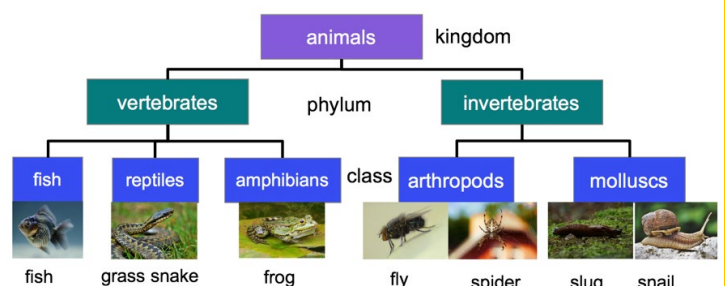 animals kingdom
vertebrates phylum invertebrates
fish reptiles amphibians class arthropods molluscs
fish grass snake frog fly spider slug snail